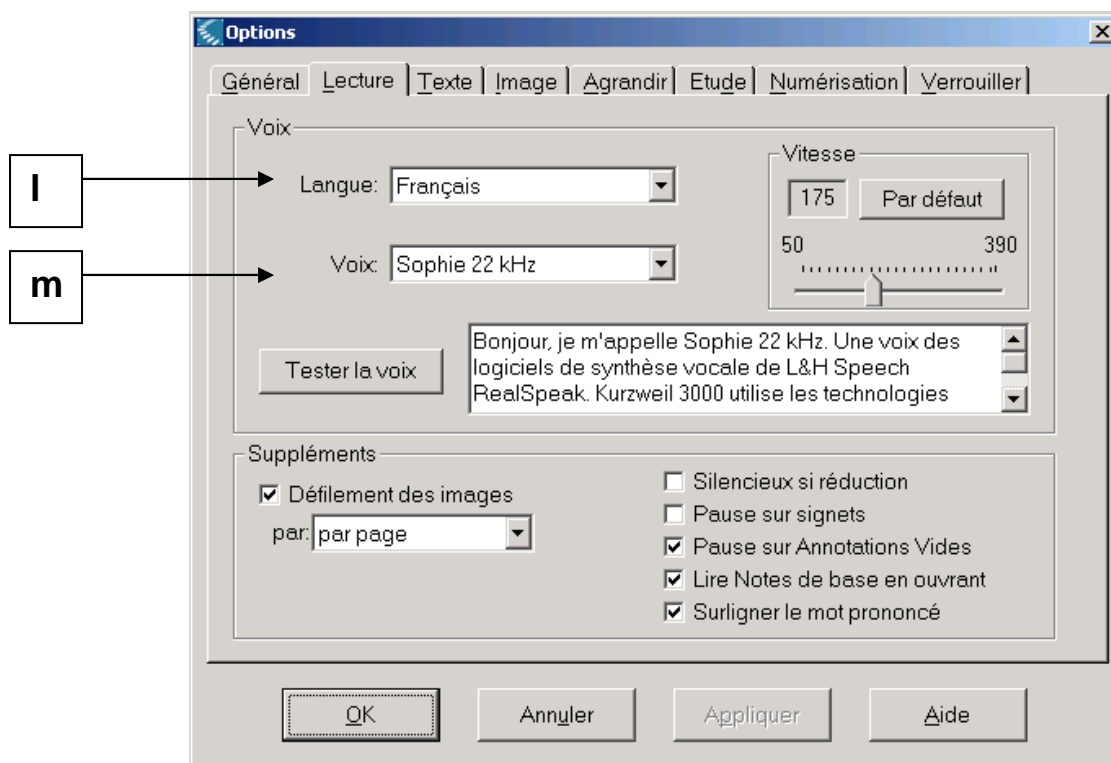 Options
Général Lecture Texte Image Agrandir Etude Numérisation Verrouiller
Voix
l
Langue: Français
m
Voix: Sophie 22 kHz
Vitesse
175 Par défaut
50 390
Tester la voix
Bonjour, je m'appelle Sophie 22 kHz. Une voix des
logiciels de synthèse vocale de L&H Speech
RealSpeak. Kurzweil 3000 utilise les technologies
Suppléments
Défilement des images
par: par page
Silencieux si réduction
Pause sur signets
Pause sur Annotations Vides
Lire Notes de base en ouvrant
Surligner le mot prononcé
OK Annuler Appliquer Aide